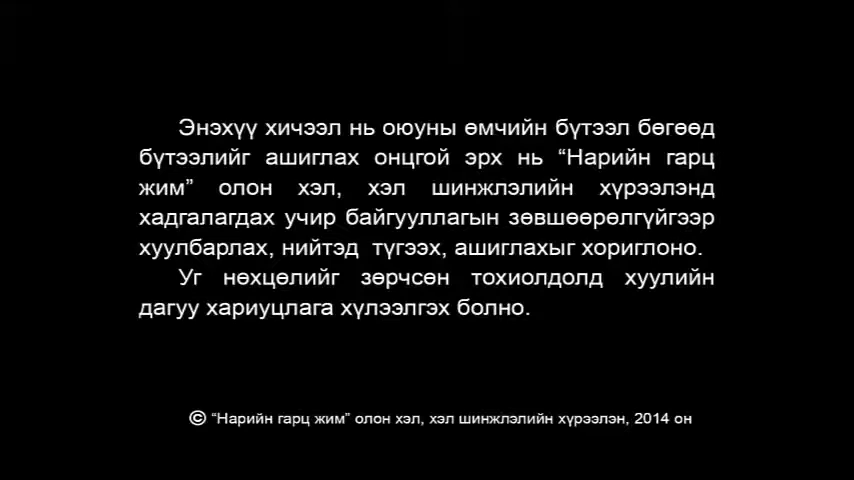 Энэхүү хичээл нь оюуны өмчийн бүтээл бөгөөд
бүтээлийг ашиглах онцгой эрх нь “Нарийн гарц
жим” олон хэл, хэл шинжлэлийн хүрээлэнд
хадгалагдах учир байгууллагын зөвшөөрөлгүйгээр
хуулбарлах, нийтэд түгээх, ашиглахыг хориглоно.
Уг нөхцөлийг зөрчсөн тохиолдолд хуулийн
дагуу хариуцлага хүлээлгэх болно.
© “Нарийн гарц жим” олон хэл, хэл шинжлэлийн хүрээлэн, 2014 он